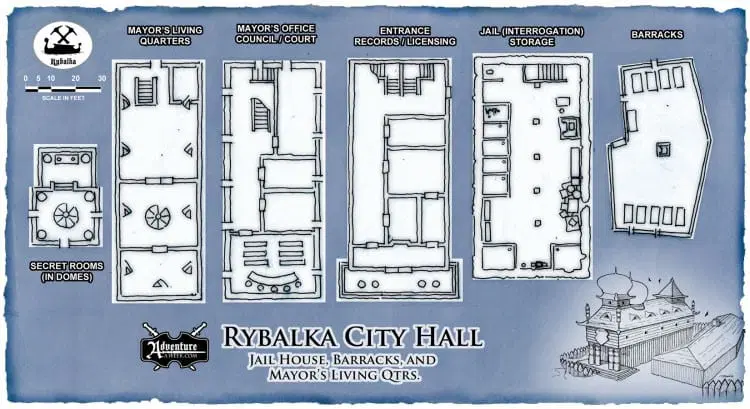 Rybalka
0 5 10 20 30
SCALE IN FEET
MAYOR'S LIVING
QUARTERS
MAYOR'S OFFICE
COUNCIL / COURT
ENTRANCE
RECORDS / LICENSING
JAIL (INTERROGATION)
STORAGE
BARRACKS
SECRET ROOMS
(IN DOMES)
Adventure
AWEEK.COM
RYBALKA CITY HALL
JAIL HOUSE, BARRACKS, AND
MAYOR'S LIVING QTRS.